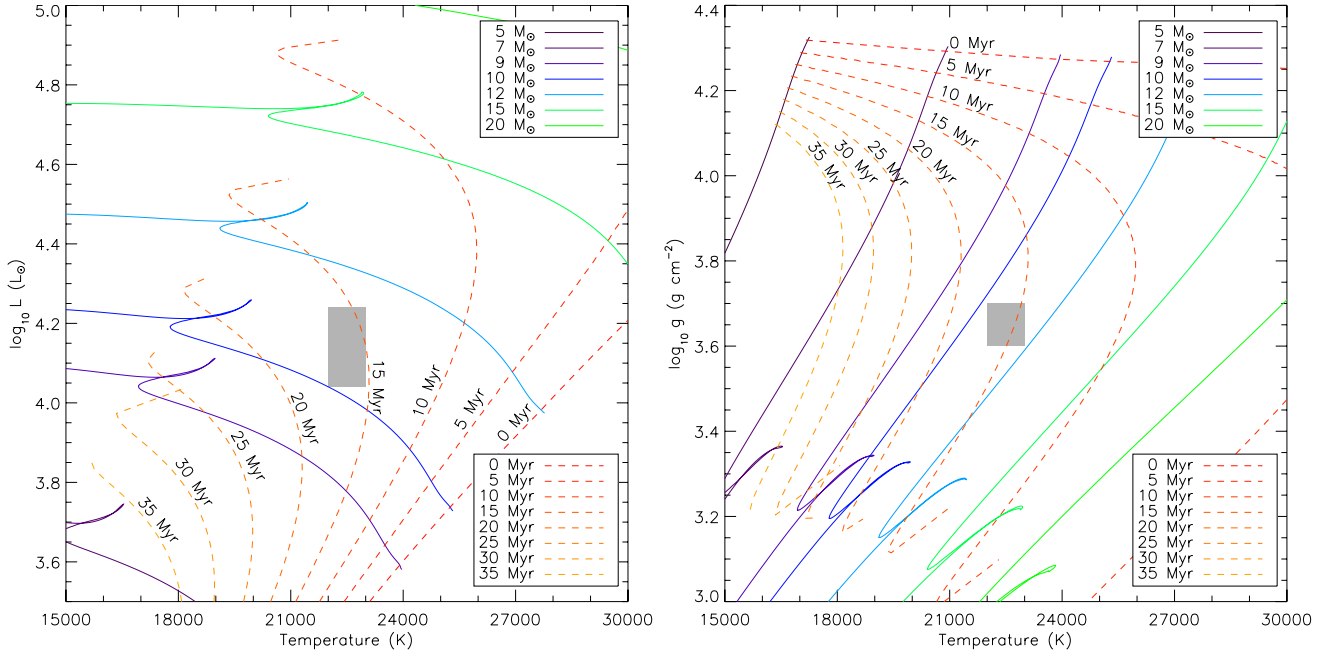 5.0
4.8
4.6
4.4
4.2
4.0
3.8
3.6
log₁₀ L (L☉)
15000 18000 21000 24000 27000 30000
Temperature (K)
5 M☉
7 M☉
9 M☉
10 M☉
12 M☉
15 M☉
20 M☉
0 Myr
5 Myr
10 Myr
15 Myr
20 Myr
25 Myr
30 Myr
35 Myr
0 Myr
5 Myr
10 Myr
15 Myr
20 Myr
25 Myr
30 Myr
35 Myr
4.4
4.2
4.0
3.8
3.6
3.4
3.2
3.0
log₁₀ g (g cm⁻²)
15000 18000 21000 24000 27000 30000
Temperature (K)
5 M☉
7 M☉
9 M☉
10 M☉
12 M☉
15 M☉
20 M☉
0 Myr
5 Myr
10 Myr
15 Myr
20 Myr
25 Myr
30 Myr
35 Myr
0 Myr
5 Myr
10 Myr
15 Myr
20 Myr
25 Myr
30 Myr
35 Myr